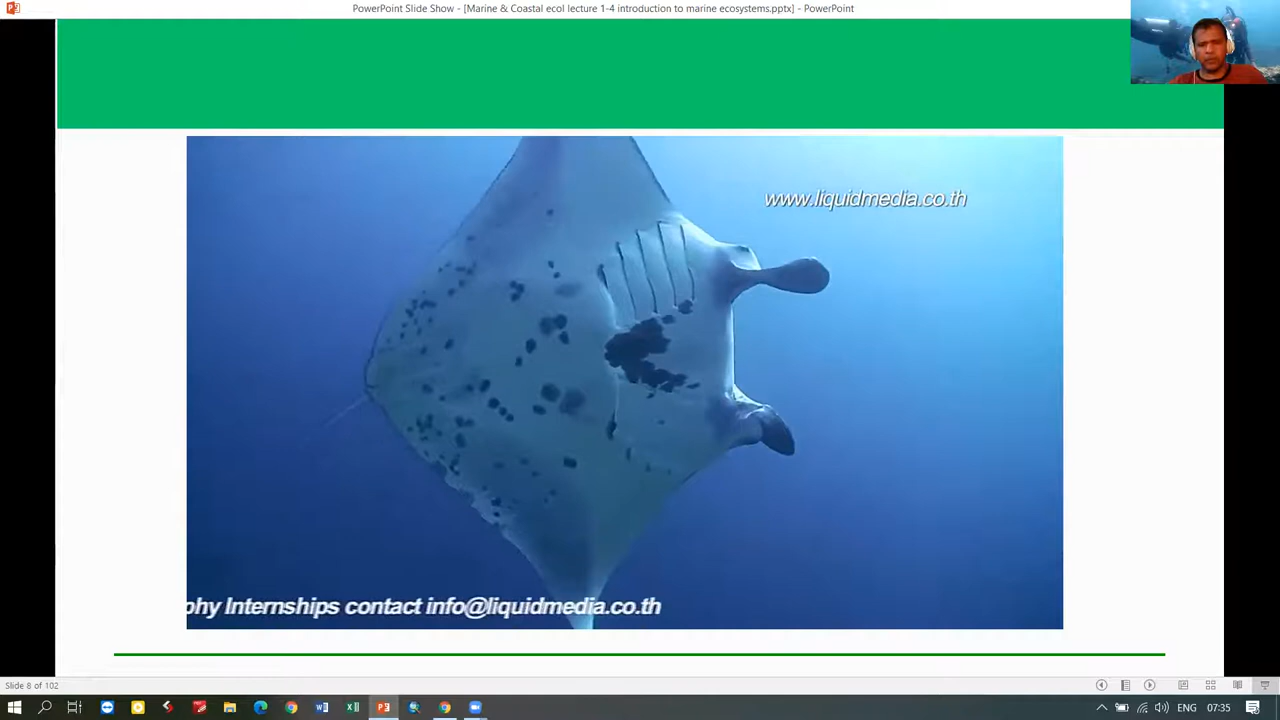 PowerPoint Slide Show - [Marine & Coastal ecol lecture 1-4 introduction to marine ecosystems.pptx] - PowerPoint
www.liquidmedia.co.th
phy Internships contact info@liquidmedia.co.th
Slide 8 of 102
ENG 07:35